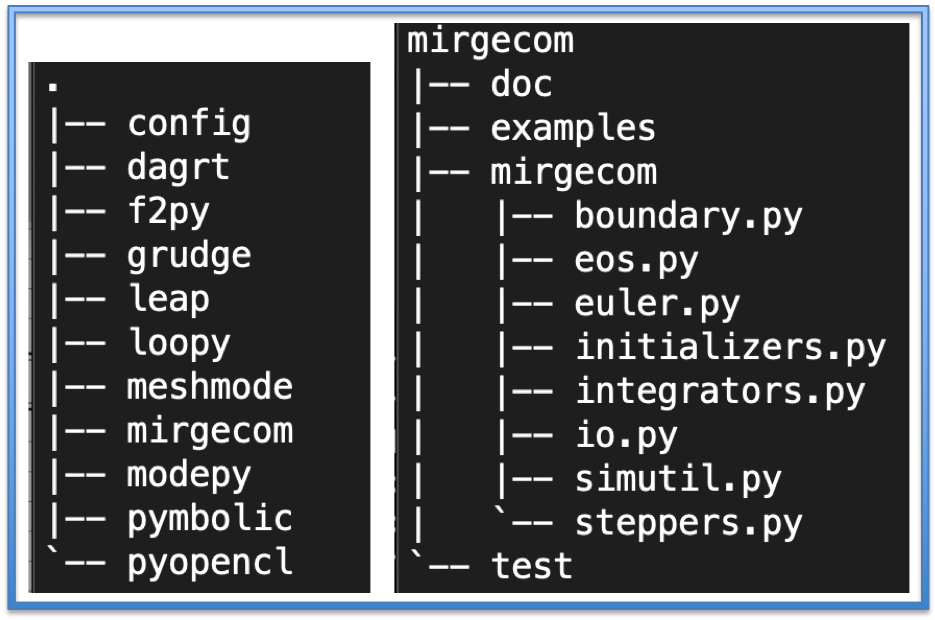 .
|-- config
|-- dagrt
|-- f2py
|-- grudge
|-- leap
|-- loopy
|-- meshmode
|-- mirgecom
|-- modepy
|-- pymbolic
`-- pyopencl
mirgecom
|-- doc
|-- examples
|-- mirgecom
|   |-- boundary.py
|   |-- eos.py
|   |-- euler.py
|   |-- initializers.py
|   |-- integrators.py
|   |-- io.py
|   |-- simutil.py
|   `-- steppers.py
`-- test